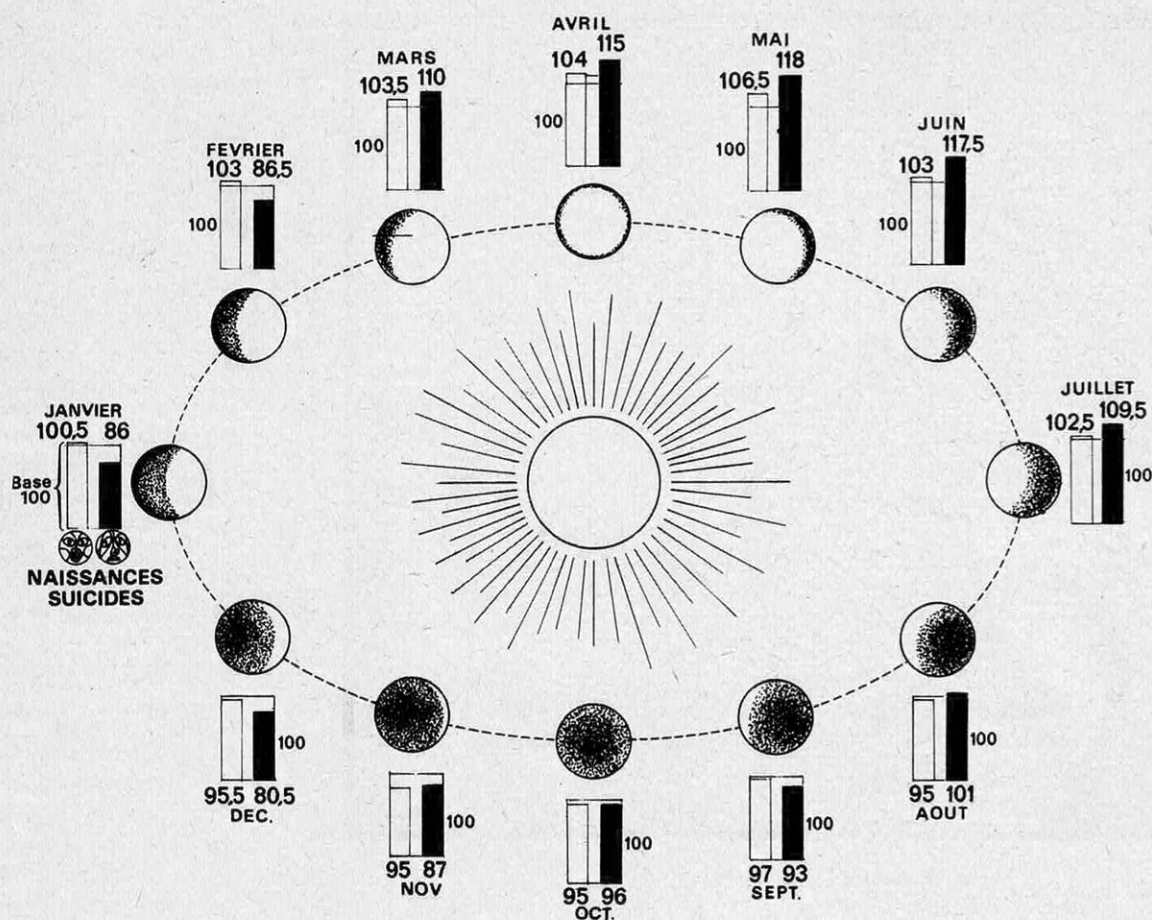 AVRIL
104 115
100
MARS
103,5 110
100
MAI
106,5 118
100
FEVRIER
103 86,5
100
JUIN
117,5
103
100
JANVIER
100,5 86
Base
100
NAISSANCES
SUICIDES
JUILLET
102,5 109,5
100
100
95,5 80,5
DEC.
100
95 87
NOV
100
95 96
OCT.
100
97 93
SEPT.
100
95 101
AOUT